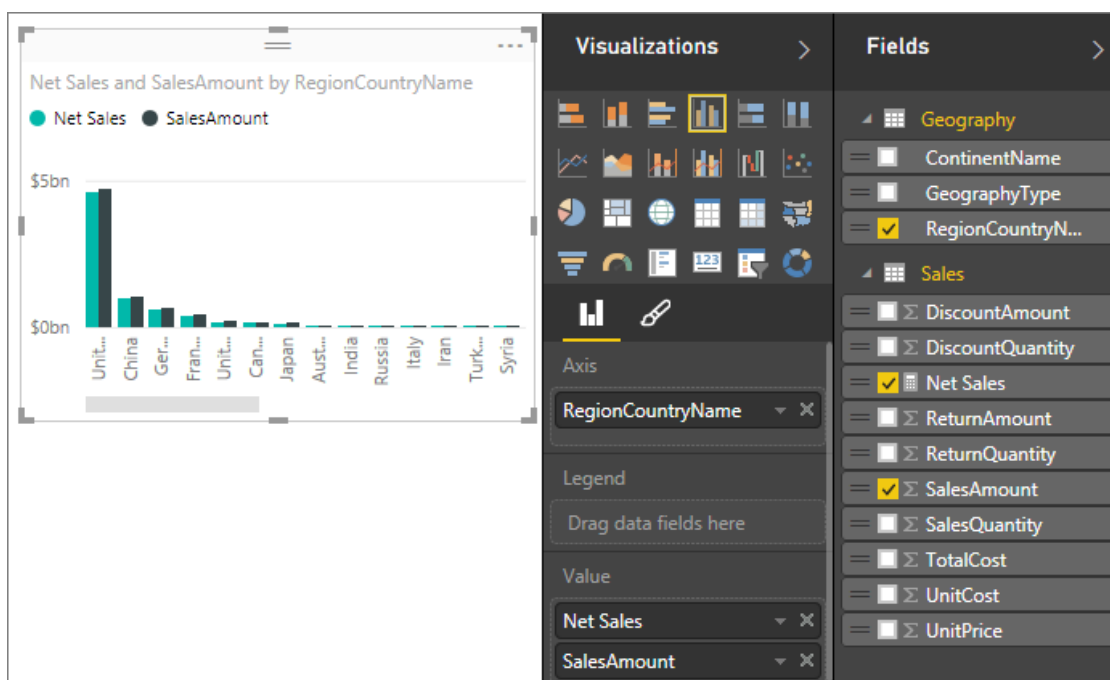 Net Sales and SalesAmount by RegionCountryName
Net Sales SalesAmount
$5bn
$0bn
Unit...
China
Ger...
Fran...
Unit...
Can...
Japan
Aust...
India
Russia
Italy
Iran
Turk...
Syria
Visualizations
123
Axis
RegionCountryName
Legend
Drag data fields here
Value
Net Sales
SalesAmount
Fields
Geography
ContinentName
GeographyType
RegionCountryN...
Sales
DiscountAmount
DiscountQuantity
Net Sales
ReturnAmount
ReturnQuantity
SalesAmount
SalesQuantity
TotalCost
UnitCost
UnitPrice